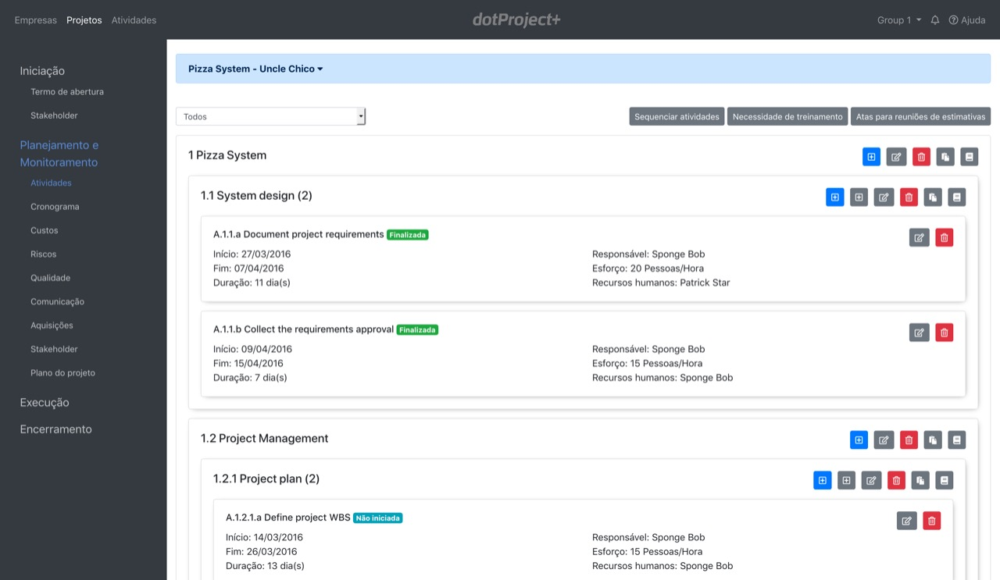 Empresas Projetos Atividades
dotProject+
Group 1
Ajuda
Iniciação
Termo de abertura
Stakeholder
Planejamento e
Monitoramento
Atividades
Cronograma
Custos
Riscos
Qualidade
Comunicação
Aquisições
Stakeholder
Plano do projeto
Execução
Encerramento
Pizza System - Uncle Chico
Todos
Sequenciar atividades
Necessidade de treinamento
Atas para reuniões de estimativas
1 Pizza System
1.1 System design (2)
A.1.1.a Document project requirements Finalizada
Início: 27/03/2016
Fim: 07/04/2016
Duração: 11 dia(s)
Responsável: Sponge Bob
Esforço: 20 Pessoas/Hora
Recursos humanos: Patrick Star
A.1.1.b Collect the requirements approval Finalizada
Início: 09/04/2016
Fim: 15/04/2016
Duração: 7 dia(s)
Responsável: Sponge Bob
Esforço: 15 Pessoas/Hora
Recursos humanos: Sponge Bob
1.2 Project Management
1.2.1 Project plan (2)
A.1.2.1.a Define project WBS Não iniciada
Início: 14/03/2016
Fim: 26/03/2016
Duração: 13 dia(s)
Responsável: Sponge Bob
Esforço: 15 Pessoas/Hora
Recursos humanos: Sponge Bob